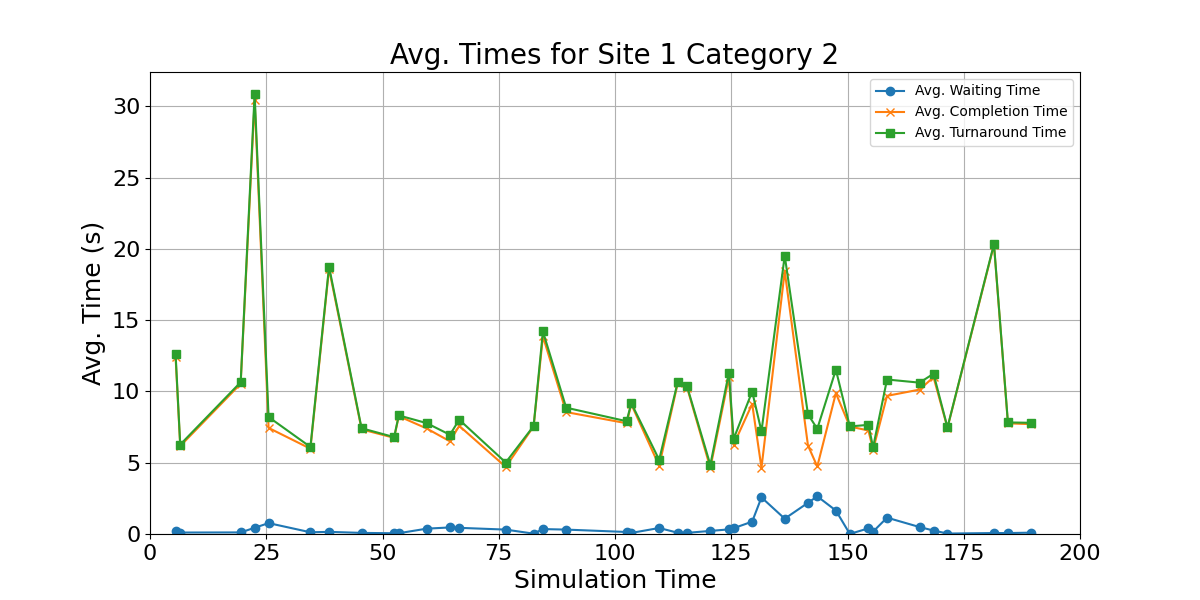 Avg. Times for Site 1 Category 2
Avg. Waiting Time
Avg. Completion Time
Avg. Turnaround Time
Avg. Time (s)
30
25
20
15
10
5
0
0 25 50 75 100 125 150 175 200
Simulation Time